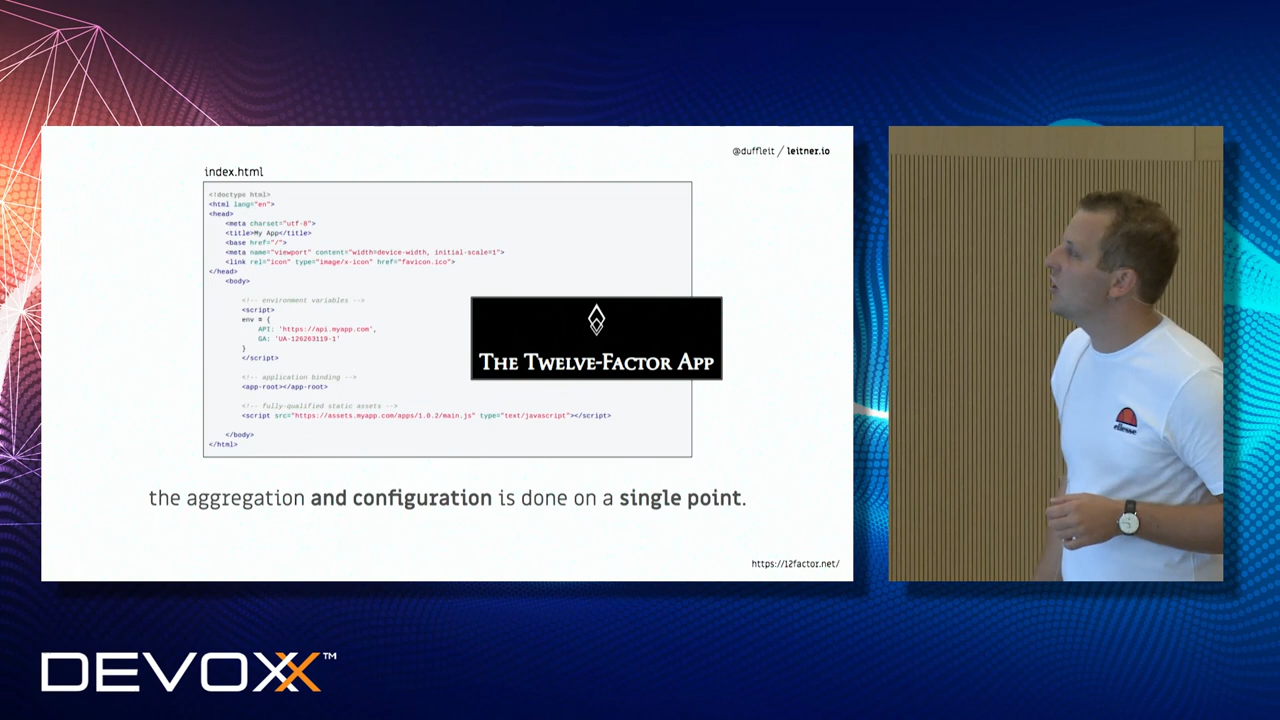 @duffleit / leitner.io
index.html
<!doctype html>
<html lang="en">
<head>
<meta charset="utf-8">
<title>My App</title>
<base href="/">
<meta name="viewport" content="width=device-width, initial-scale=1">
<link rel="icon" type="image/x-icon" href="favicon.ico">
</head>
<body>
<!-- environment variables -->
<script>
env = {
API: 'https://api.myapp.com',
GA: 'UA-126263119-1'
}
</script>
<!-- application binding -->
<app-root></app-root>
<!-- fully-qualified static assets -->
<script src="https://assets.myapp.com/apps/1.0.2/main.js" type="text/javascript"></script>
</body>
</html>
THE TWELVE-FACTOR APP
the aggregation and configuration is done on a single point.
https://12factor.net/
ellesse
DEVOXX™